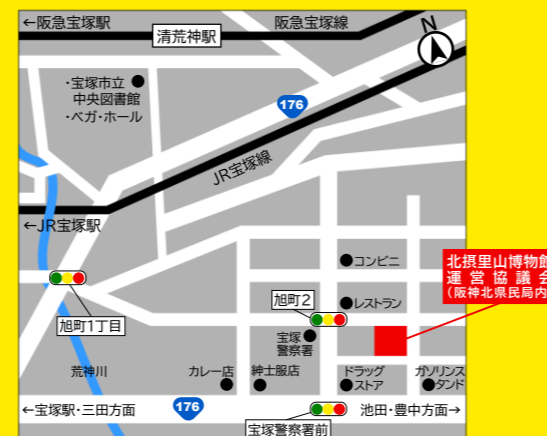 ←阪急宝塚駅
阪急宝塚線
N
清荒神駅
・宝塚市立
中央図書館
・ベガ・ホール
176
JR宝塚線
←JR宝塚駅
コンビニ
北摂里山博物館
運営協議会
(阪神北県民局内
旭町2
レストラン
旭町1丁目
宝塚
警察署
荒神川
カレー店
紳士服店
ドラッグ
ストア
ガソリンス
タンド
←宝塚駅・三田方面
176
池田・豊中方面→
宝塚警察署前